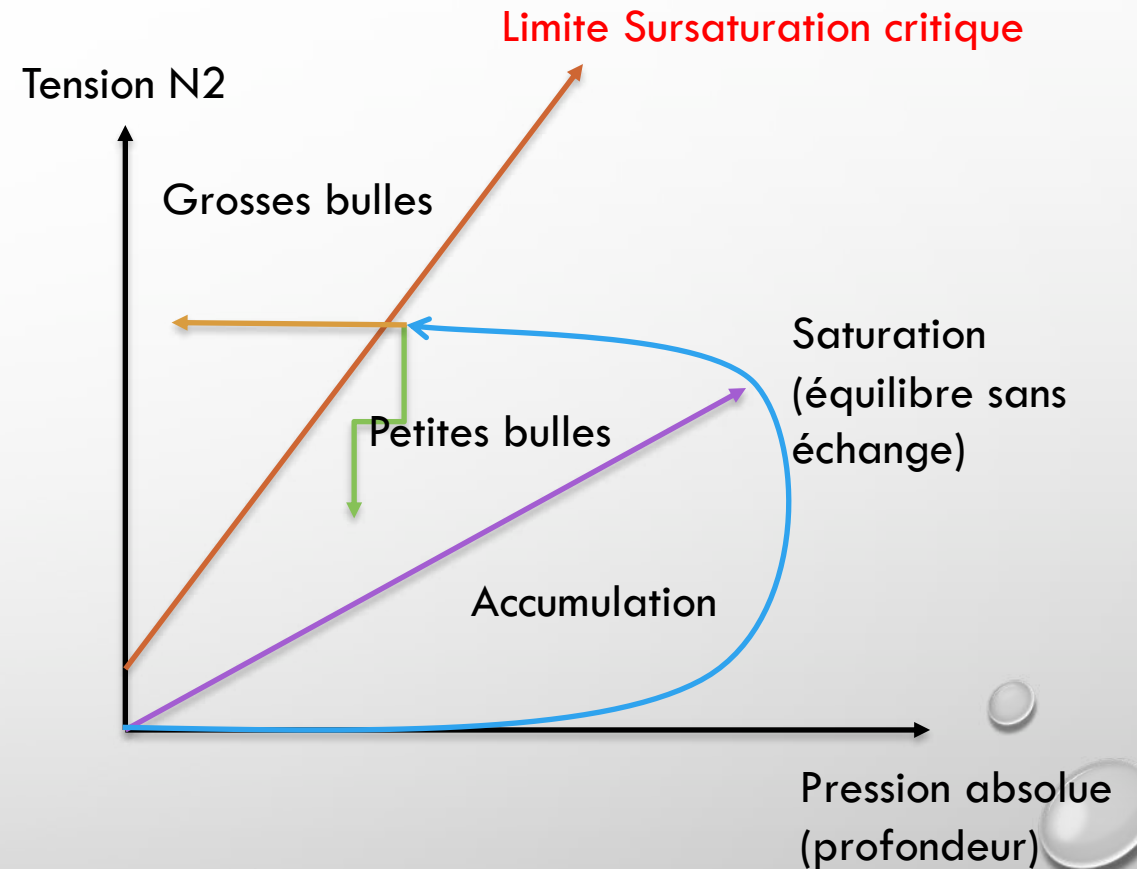 Limite Sursaturation critique
Tension N2
Grosses bulles
Saturation
(équilibre sans
échange)
Petites bulles
Accumulation
Pression absolue
(profondeur)